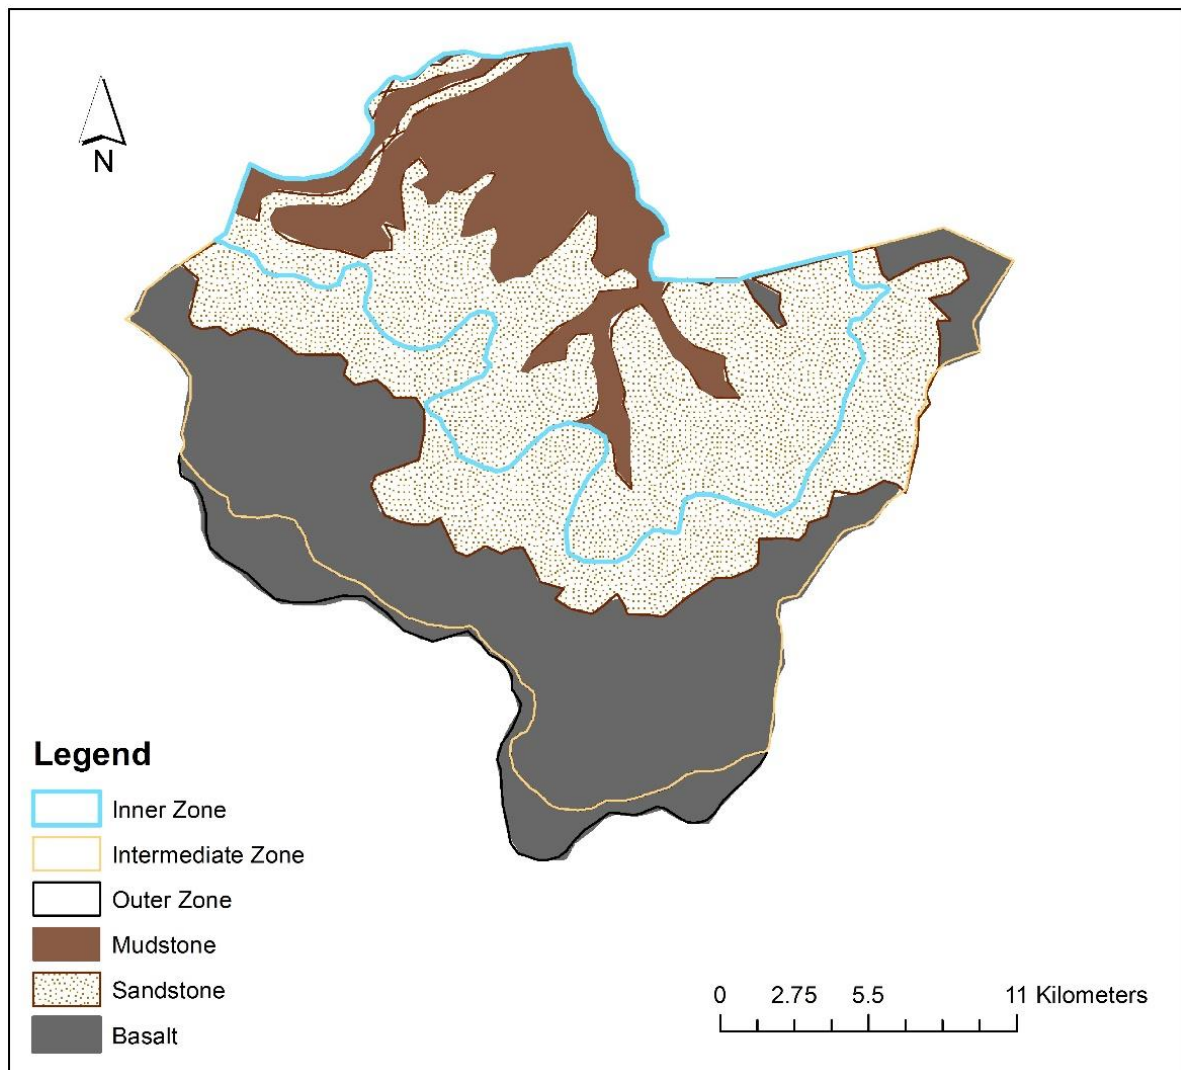 N
Legend
Inner Zone
Intermediate Zone
Outer Zone
Mudstone
Sandstone
Basalt
0 2.75 5.5 11 Kilometers